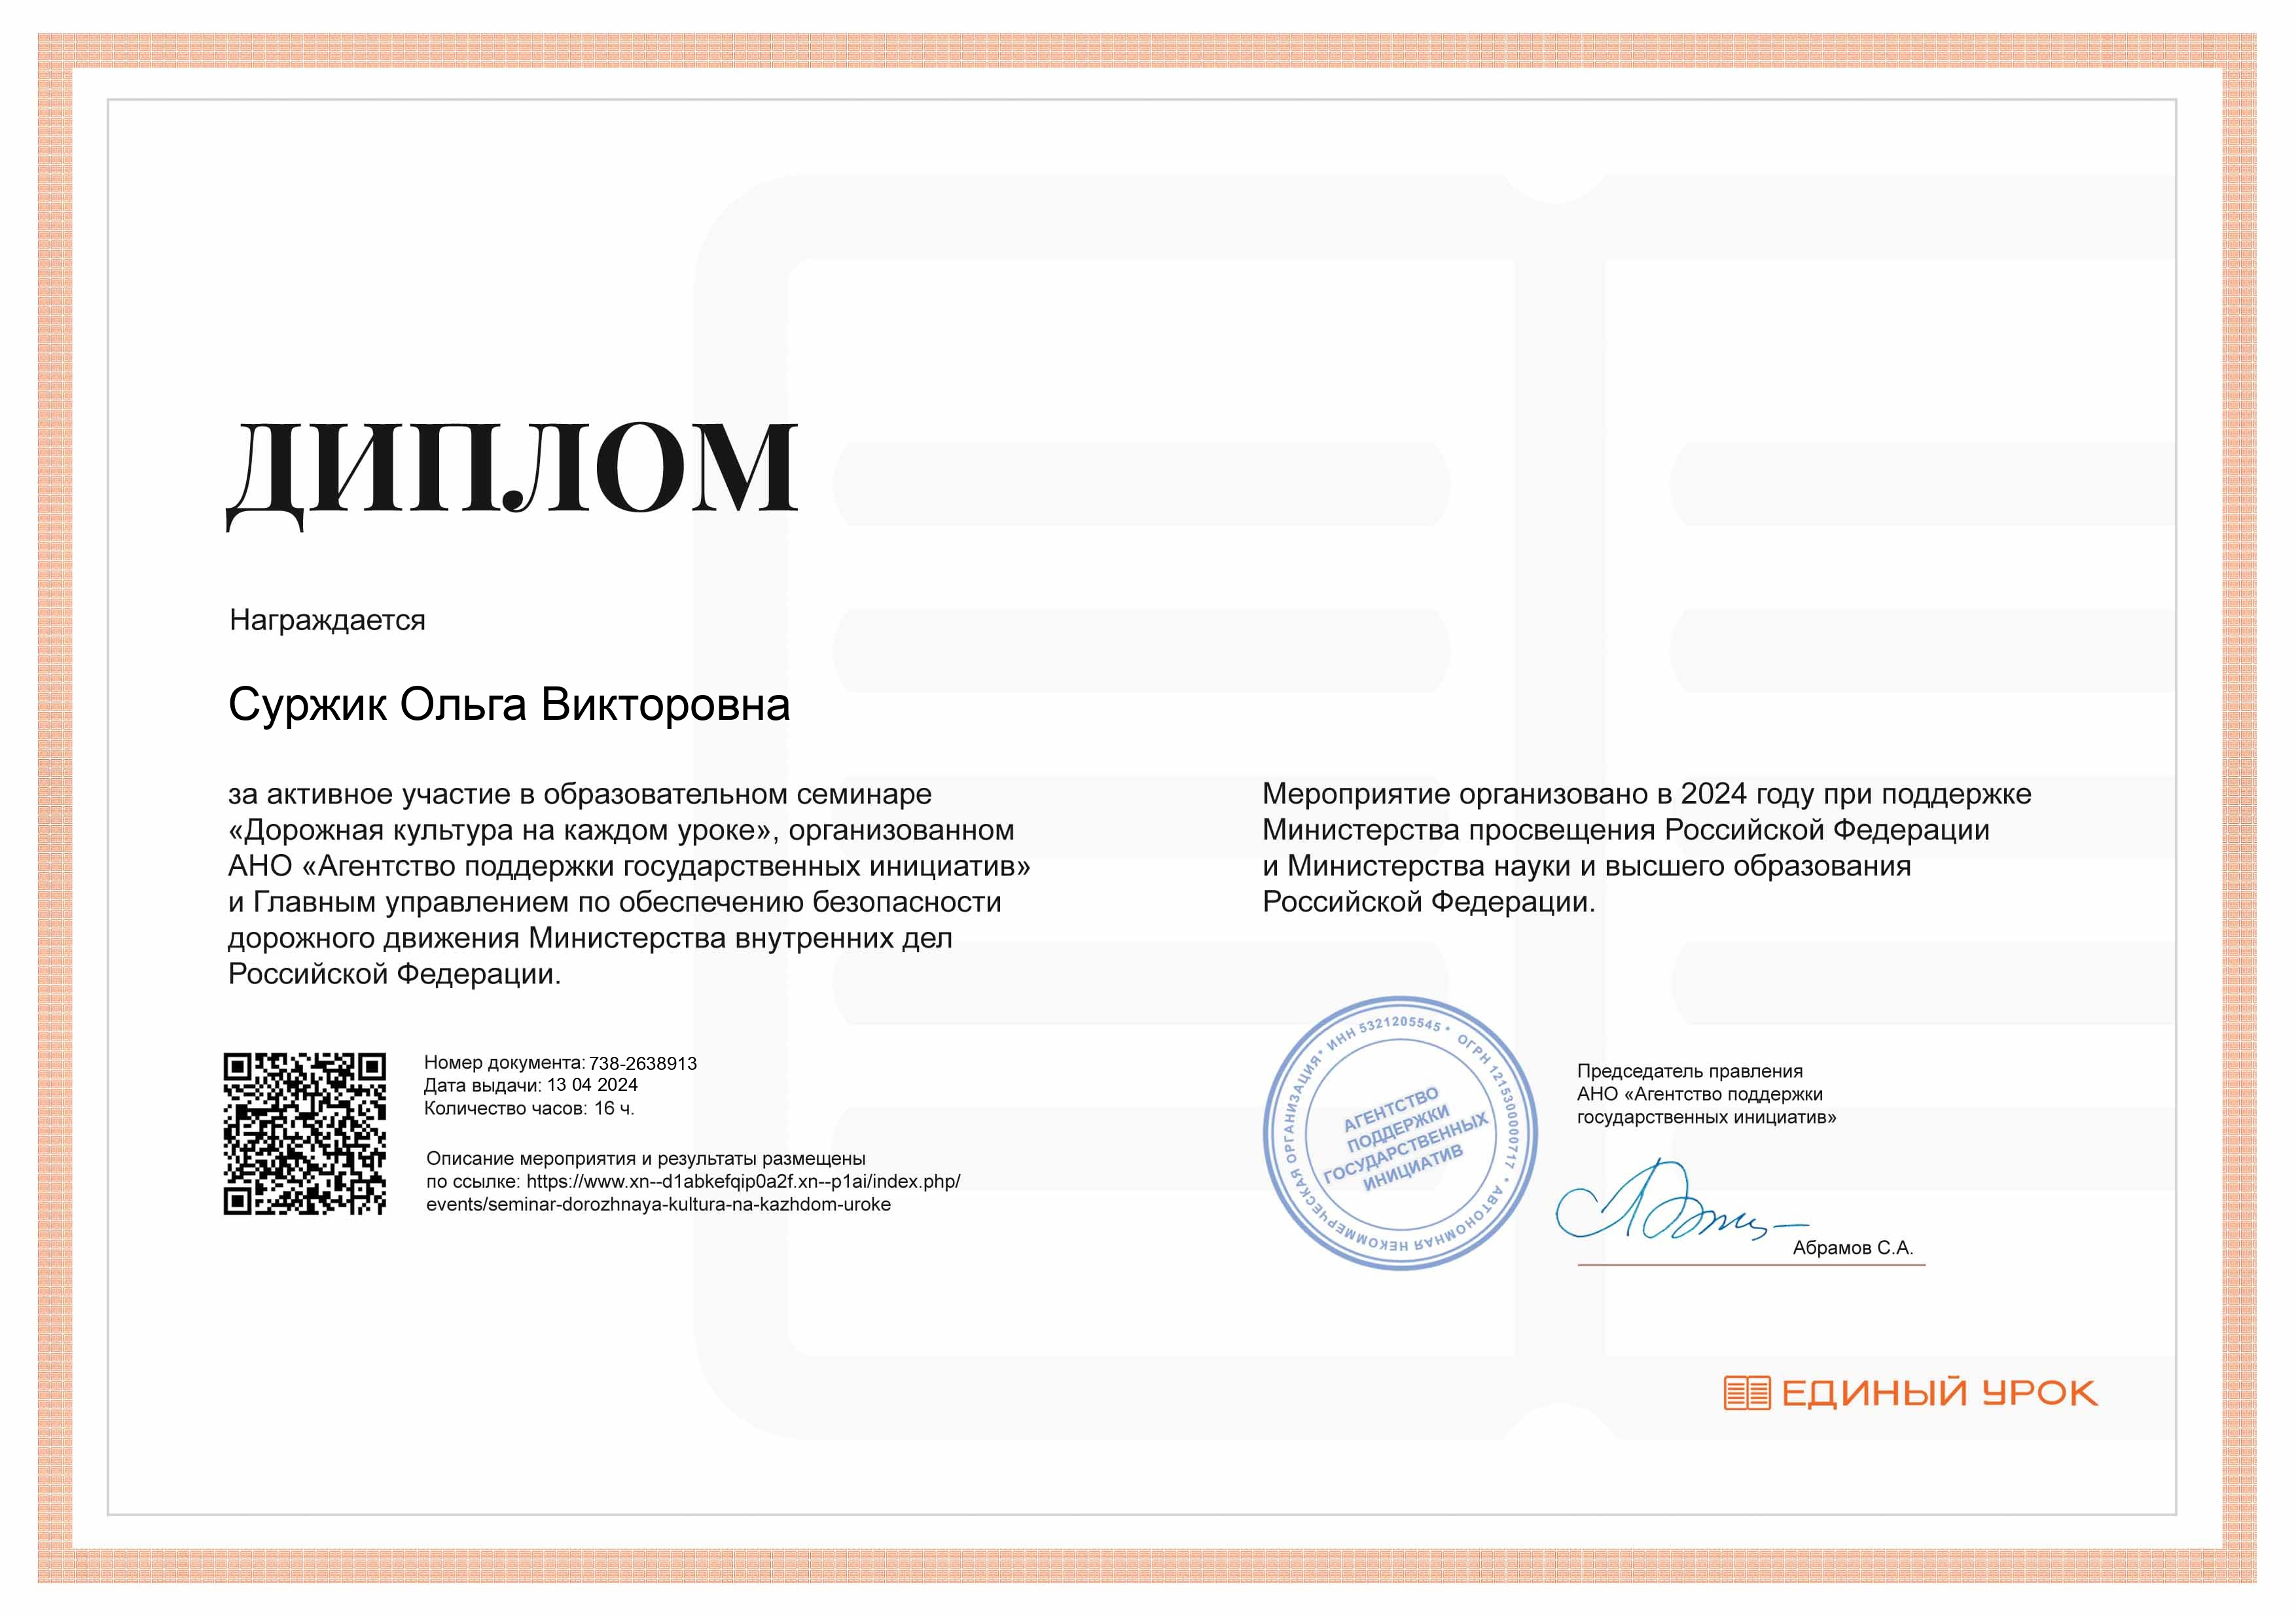 ДИПЛОМ
Награждается
Суржик Ольга Викторовна
за активное участие в образовательном семинаре
«Дорожная культура на каждом уроке», организованном
АНО «Агентство поддержки государственных инициатив»
и Главным управлением по обеспечению безопасности
дорожного движения Министерства внутренних дел
Российской Федерации.
Мероприятие организовано в 2024 году при поддержке
Министерства просвещения Российской Федерации
и Министерства науки и высшего образования
Российской Федерации.
Номер документа: 738-2638913
Дата выдачи: 13 04 2024
Количество часов: 16 ч.
Описание мероприятия и результаты размещены
по ссылке: https://www.xn--d1abkefqip0a2f.xn--p1ai/index.php/
events/seminar-dorozhnaya-kultura-na-kazhdom-uroke
АВТОНОМНАЯ НЕКОММЕРЧЕСКАЯ ОРГАНИЗАЦИЯ * ИНН 5321205545 * ОГРН 1215300000717 *
АГЕНТСТВО
ПОДДЕРЖКИ
ГОСУДАРСТВЕННЫХ
ИНИЦИАТИВ
Председатель правления
АНО «Агентство поддержки
государственных инициатив»
Абрамов С.А.
ЕДИНЫЙ УРОК